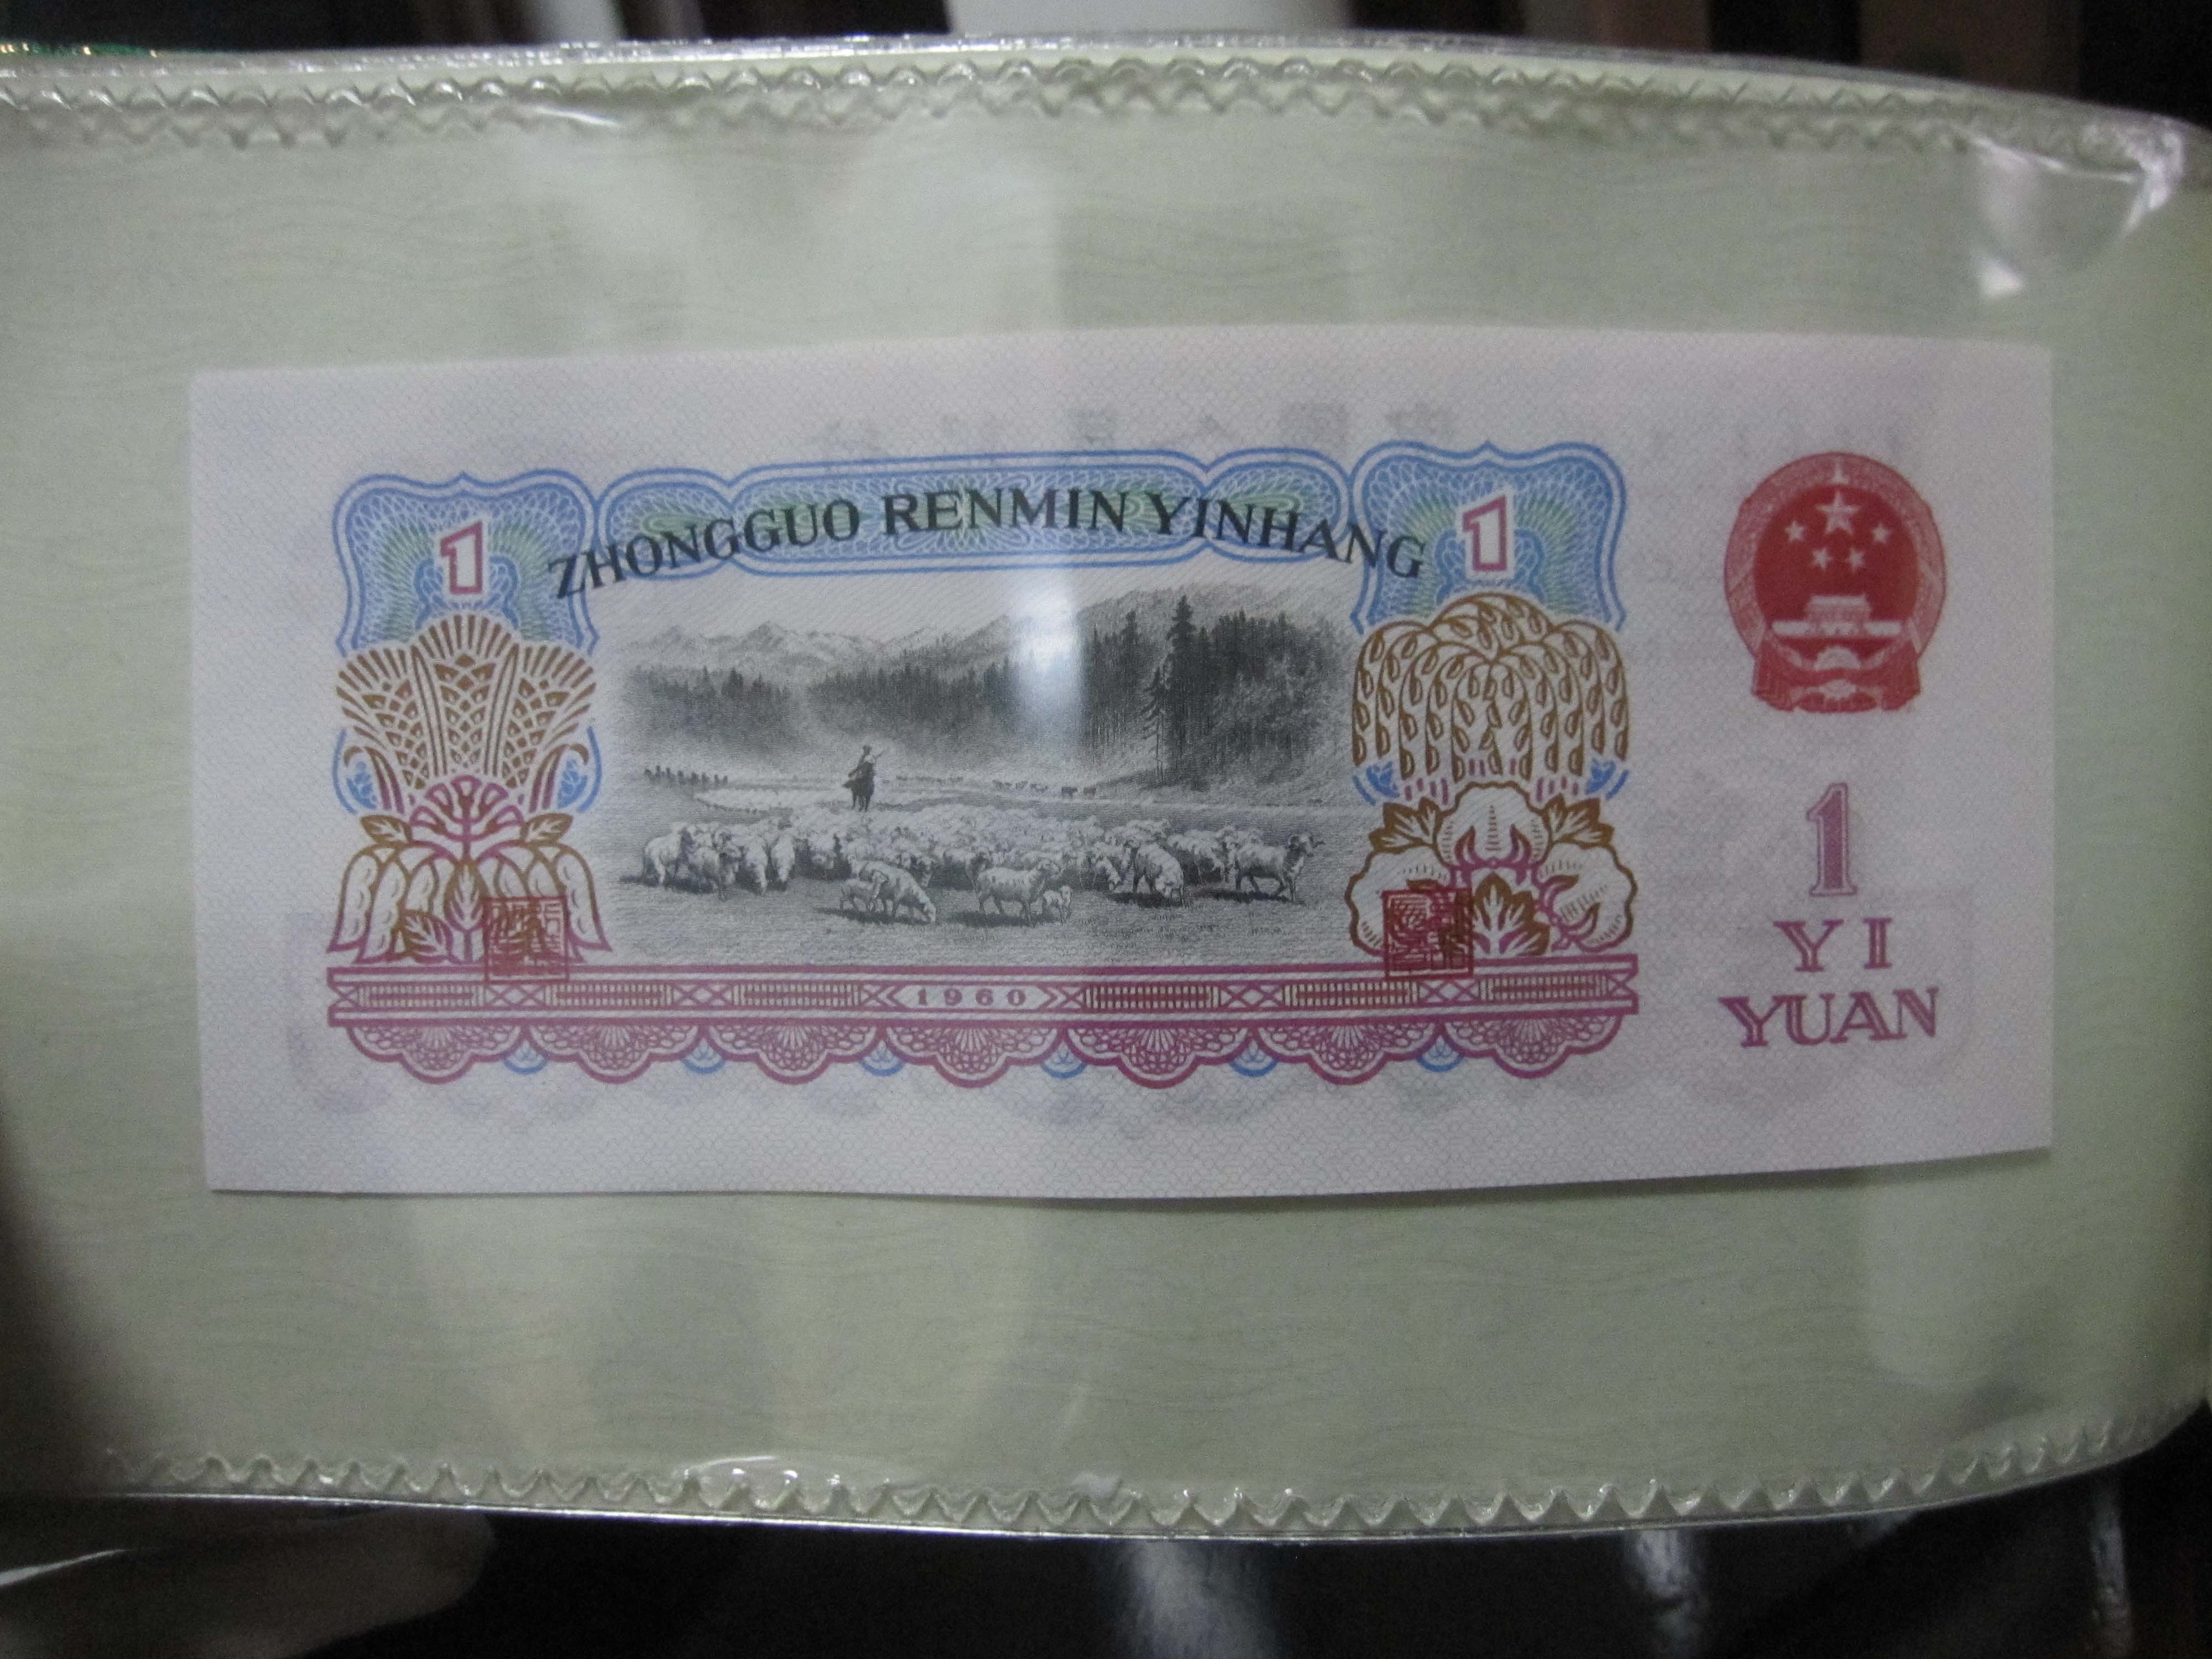 ZHONGGUO RENMIN YINHANG
1
1
1
YI
YUAN
1960